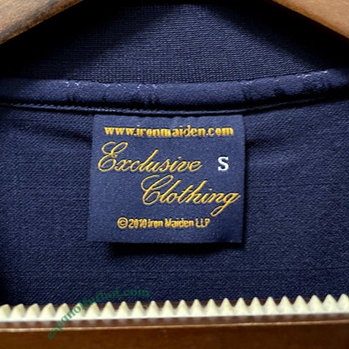 www.ironmaiden.com
Exclusive S
Clothing
©2010 Iron Maiden LLP